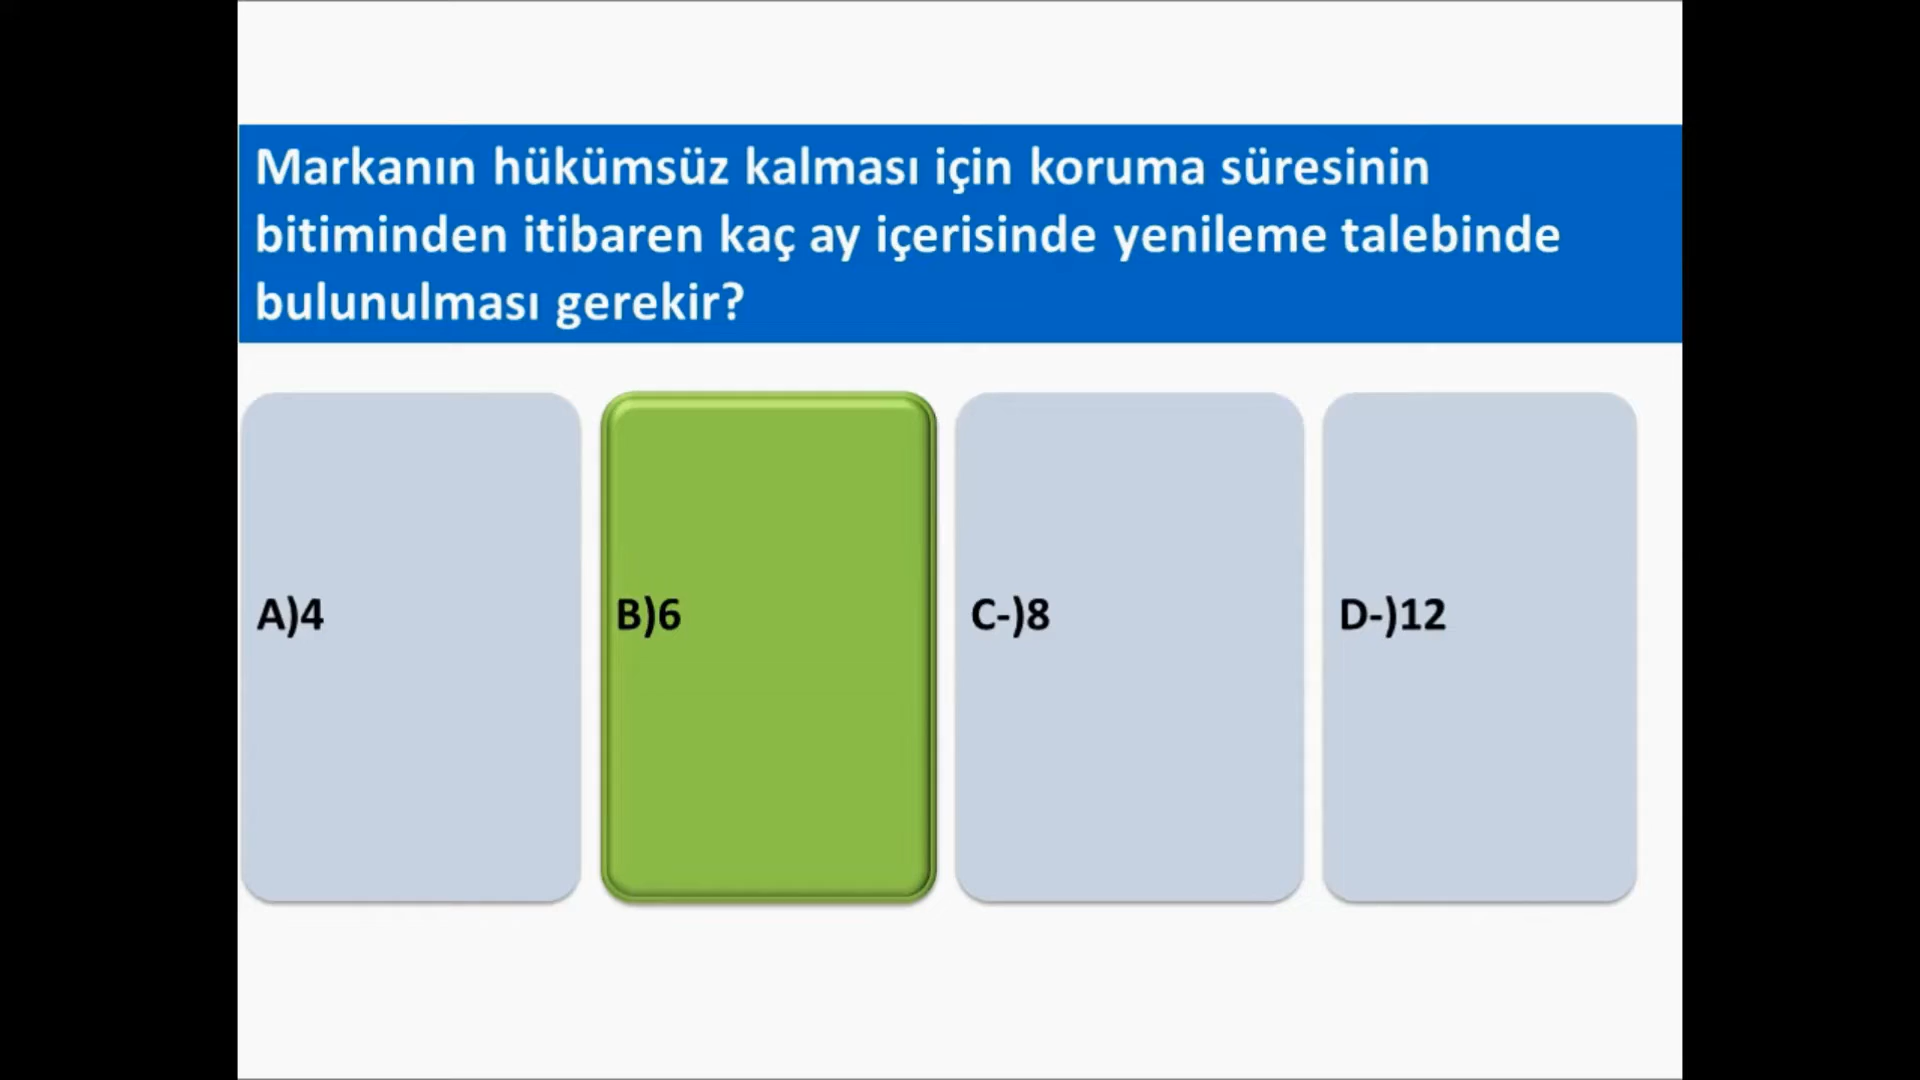 Markanın hükümsüz kalması için koruma süresinin
bitiminden itibaren kaç ay içerisinde yenileme talebinde
bulunulması gerekir?
A)4
B)6
C-)8
D-)12